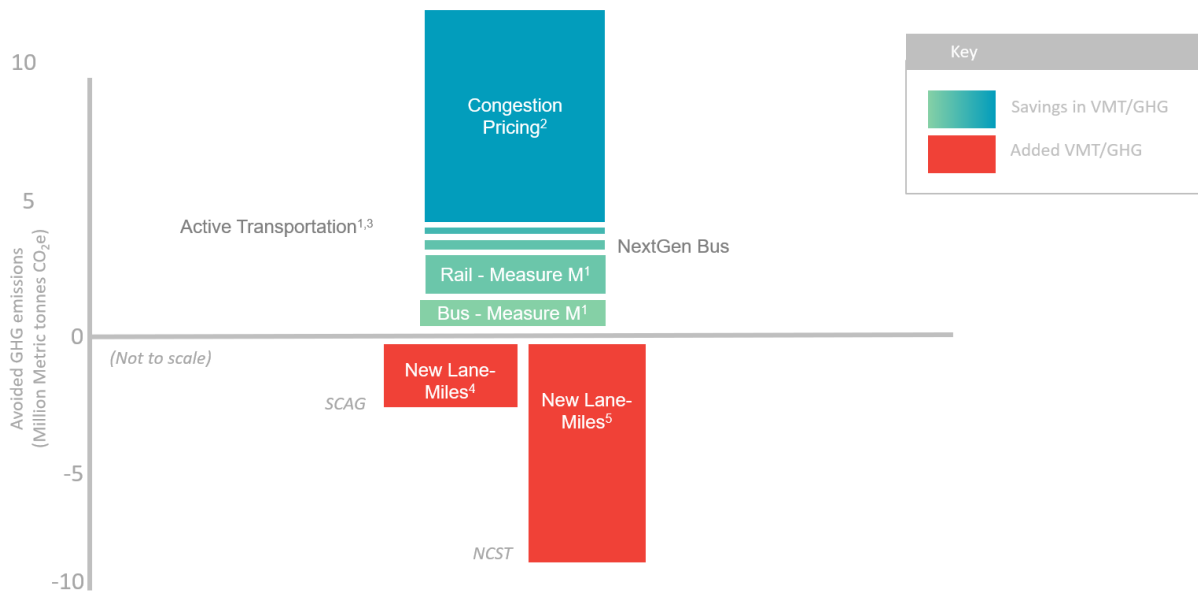 10
5
0
-5
-10
Avoided GHG emissions
(Million Metric tonnes CO₂e)
Congestion
Pricing²
Active Transportation¹,³
NextGen Bus
Rail - Measure M¹
Bus - Measure M¹
(Not to scale)
New Lane-
Miles⁴
SCAG
New Lane-
Miles⁵
NCST
Key
Savings in VMT/GHG
Added VMT/GHG